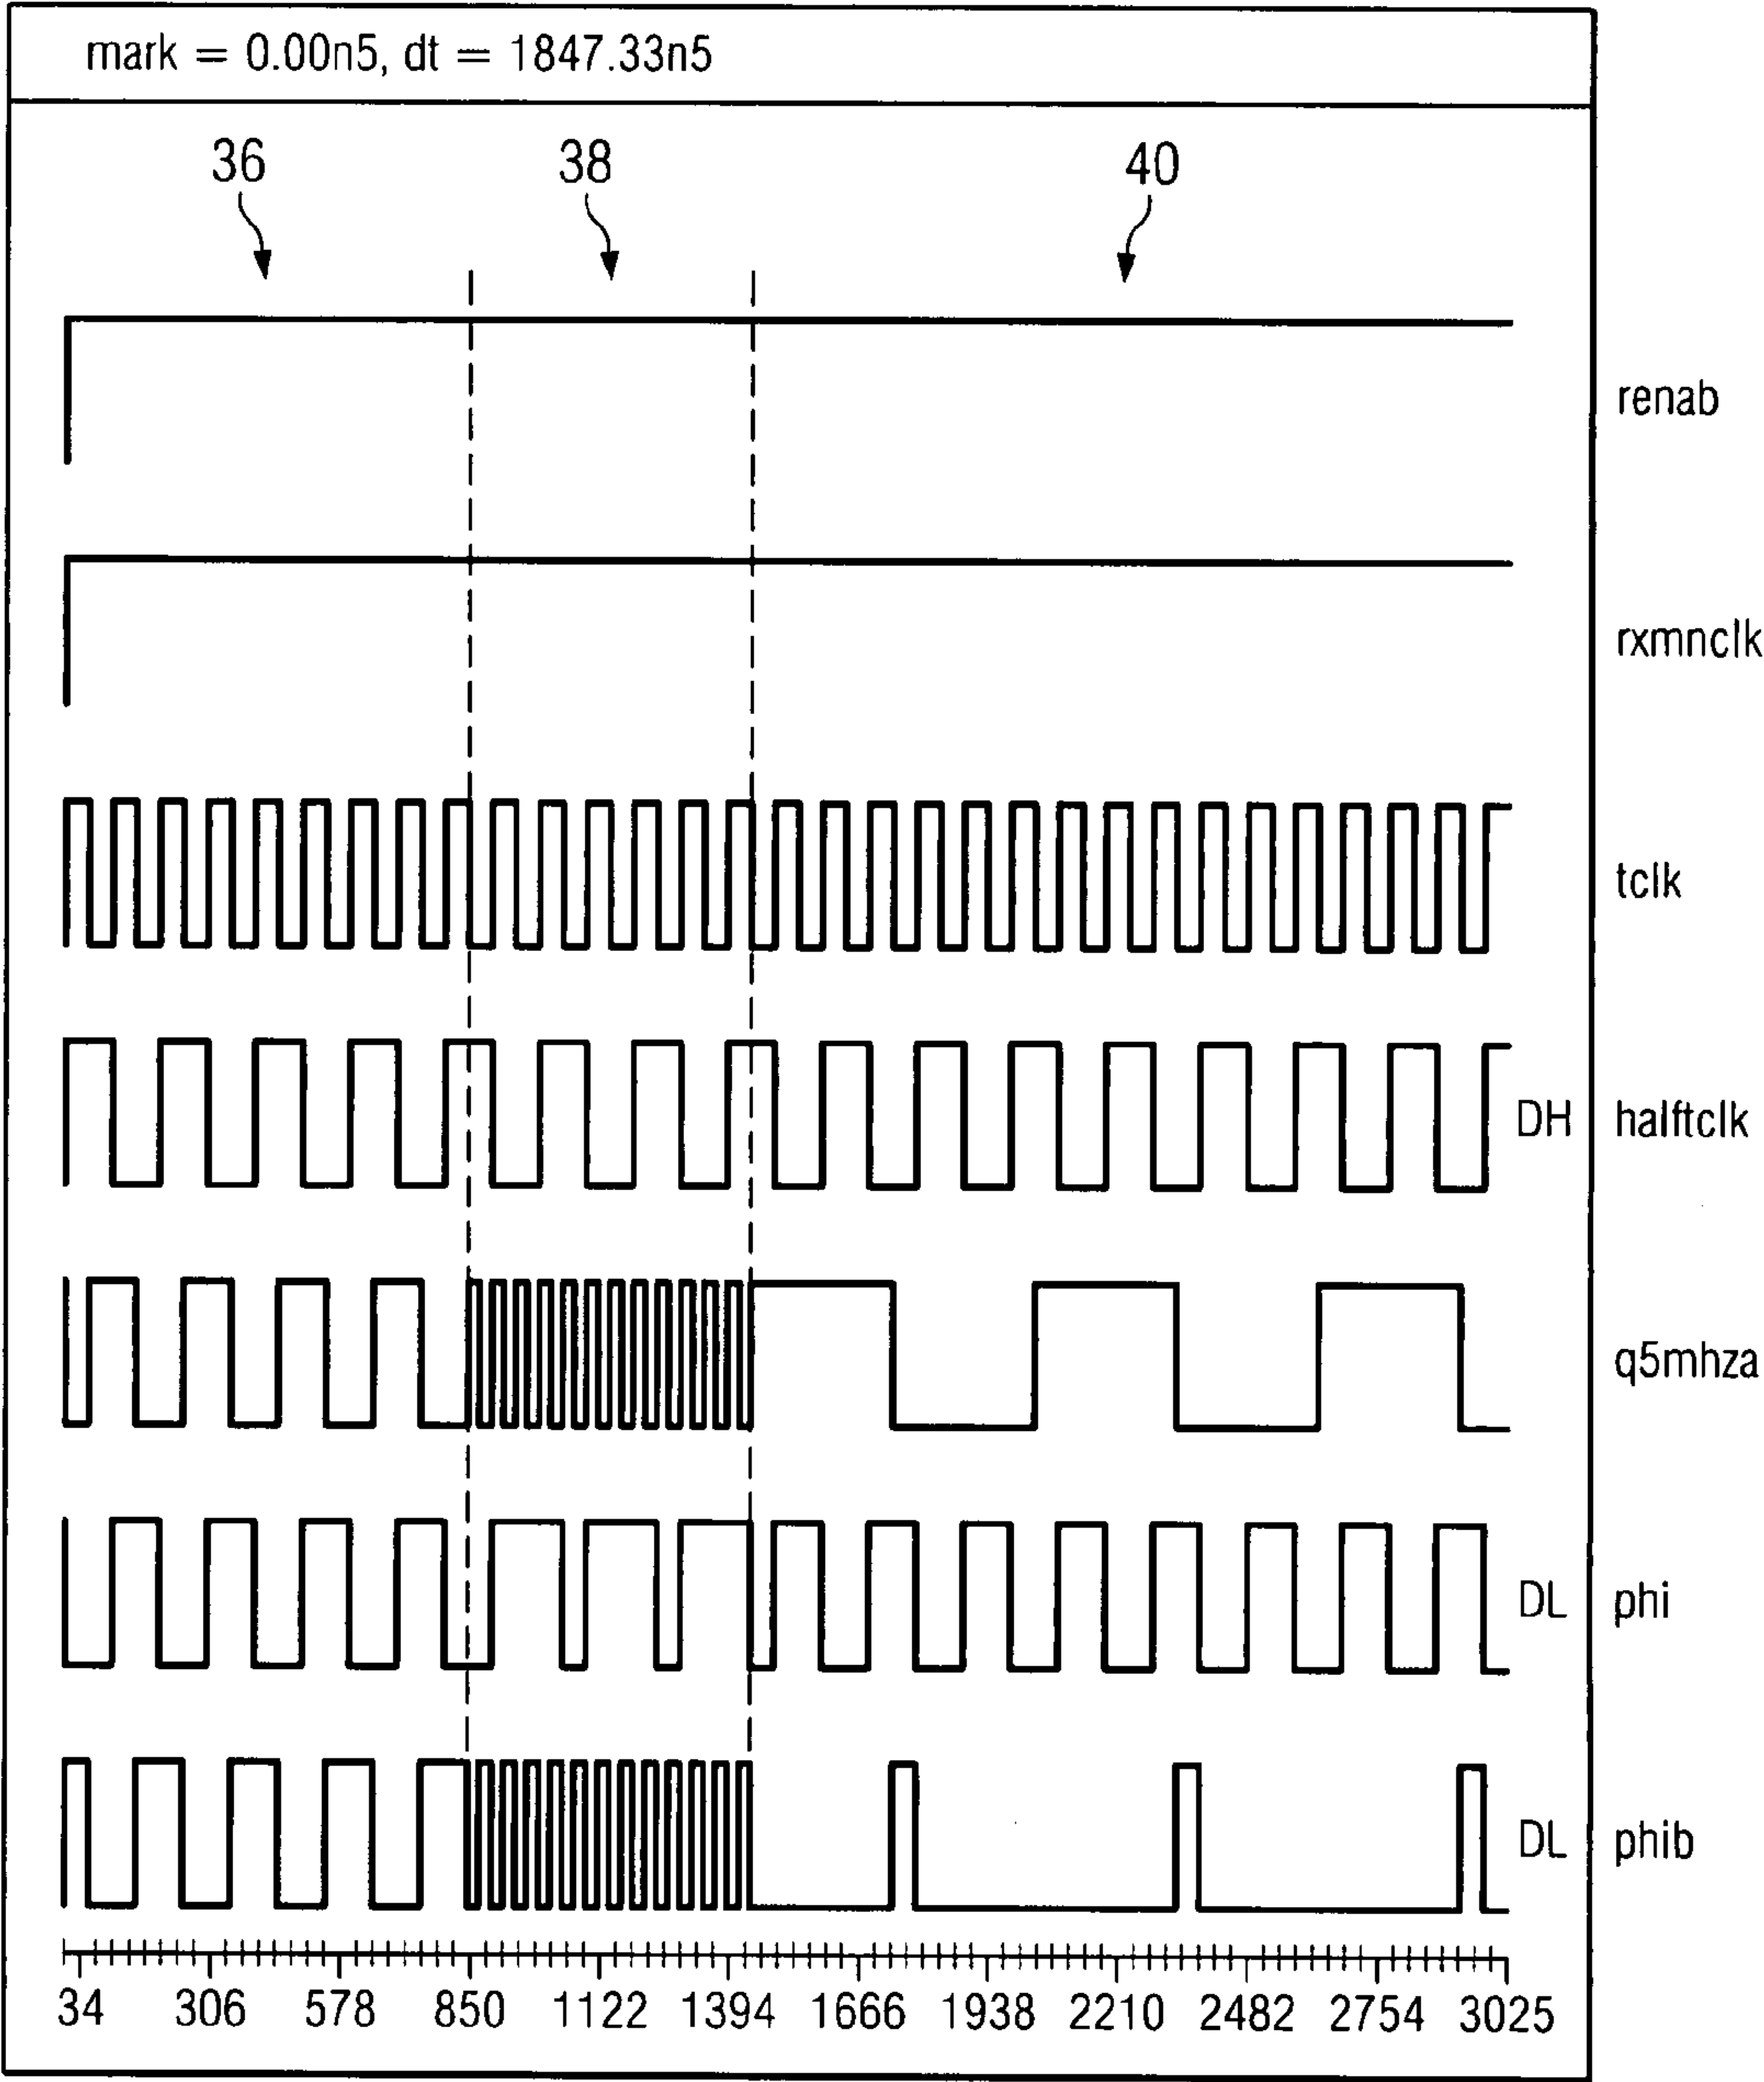 mark = 0.00n5, dt = 1847.33n5
36 38 40
renab
rxmnclk
tclk
DH halftclk
q5mhza
DL phi
DL phib
34 306 578 850 1122 1394 1666 1938 2210 2482 2754 3025